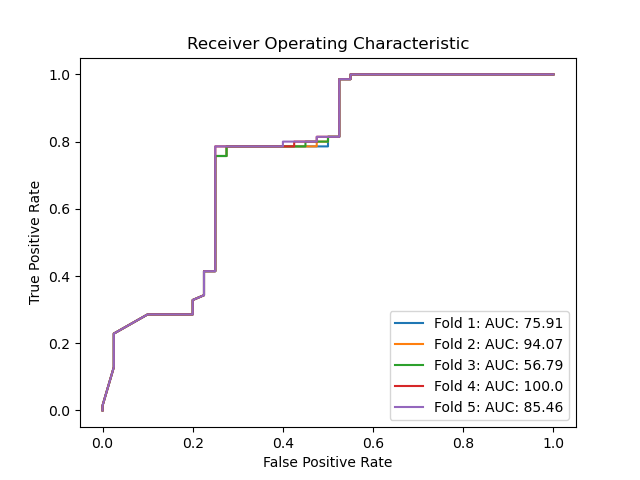 Receiver Operating Characteristic
1.0
0.8
0.6
0.4
0.2
0.0
True Positive Rate
Fold 1: AUC: 75.91
Fold 2: AUC: 94.07
Fold 3: AUC: 56.79
Fold 4: AUC: 100.0
Fold 5: AUC: 85.46
0.0 0.2 0.4 0.6 0.8 1.0
False Positive Rate